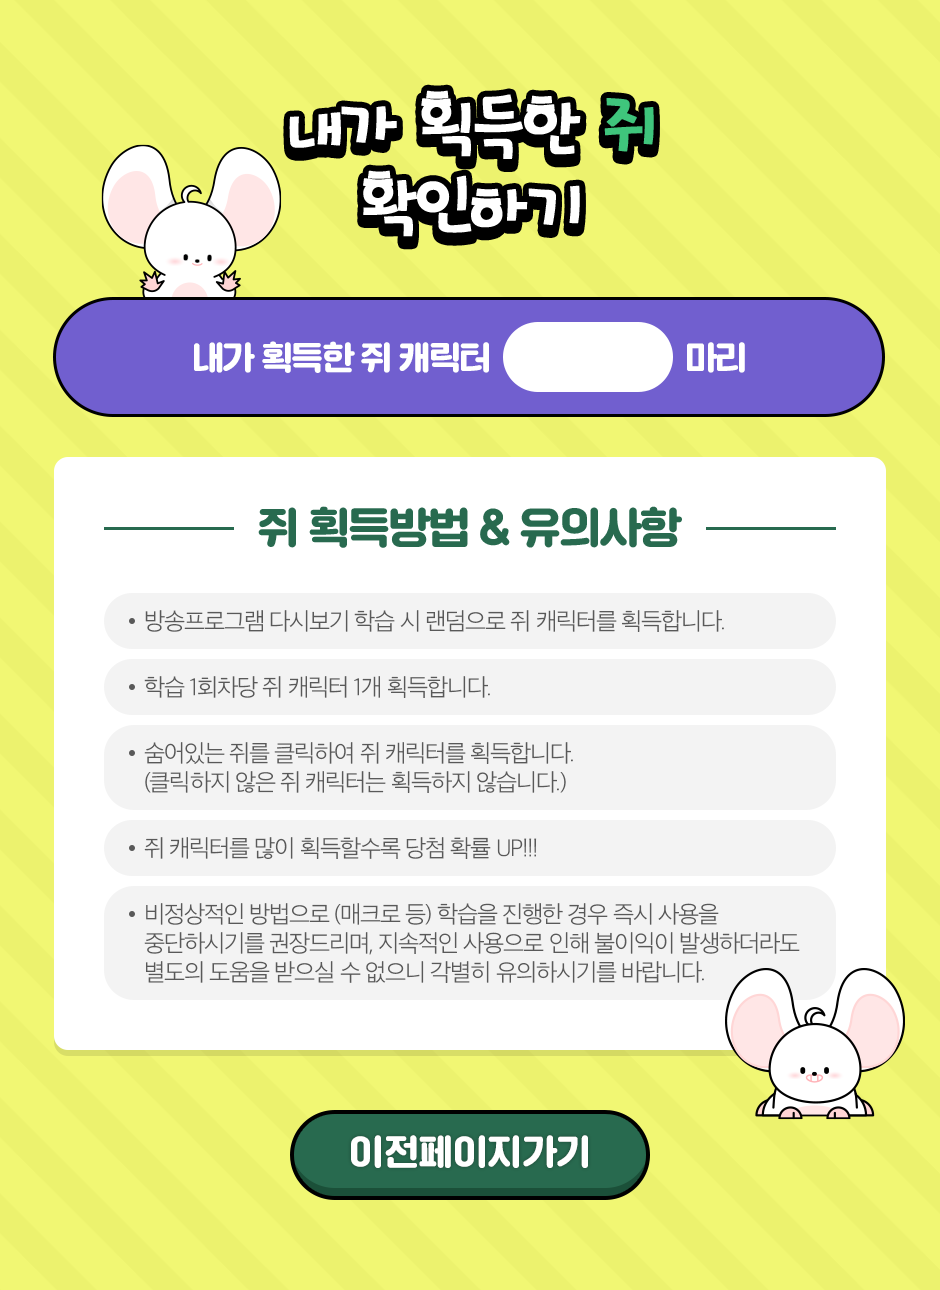 내가 획득한 쥐
확인하기
내가 획득한 쥐 캐릭터 마리
쥐 획득방법 & 유의사항
• 방송프로그램 다시보기 학습 시 랜덤으로 쥐 캐릭터를 획득합니다.
• 학습 1회차당 쥐 캐릭터 1개 획득합니다.
• 숨어있는 쥐를 클릭하여 쥐 캐릭터를 획득합니다.
(클릭하지 않은 쥐 캐릭터는 획득하지 않습니다.)
• 쥐 캐릭터를 많이 획득할수록 당첨 확률 UP!!!
• 비정상적인 방법으로 (매크로 등) 학습을 진행한 경우 즉시 사용을
중단하시기를 권장드리며, 지속적인 사용으로 인해 불이익이 발생하더라도
별도의 도움을 받으실 수 없으니 각별히 유의하시기를 바랍니다.
이전페이지가기